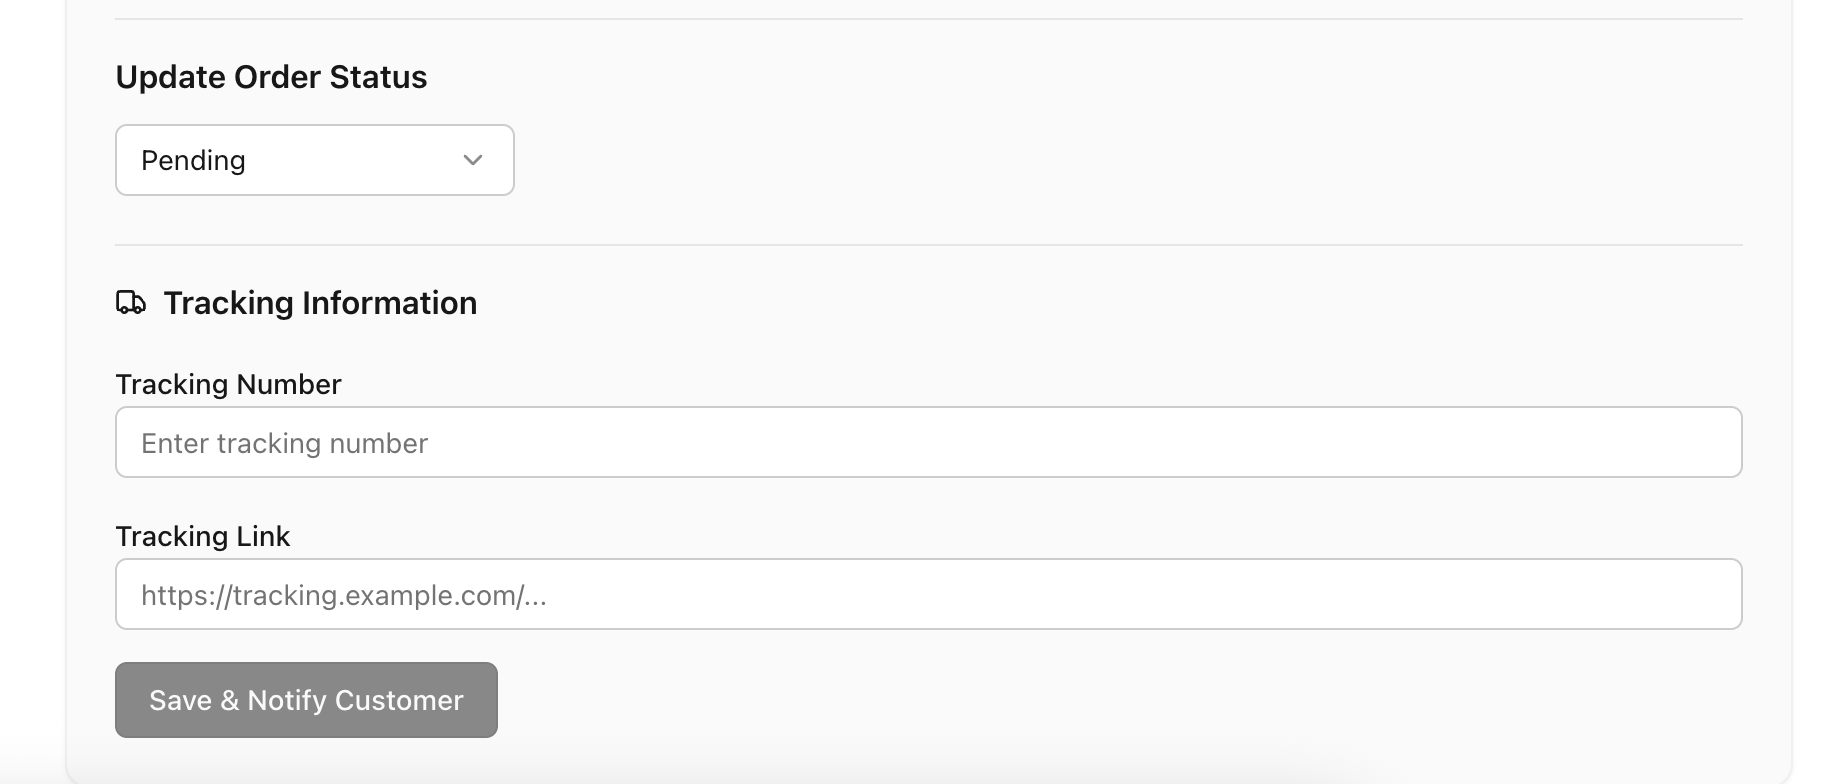 Update Order Status
Pending
Tracking Information
Tracking Number
Enter tracking number
Tracking Link
https://tracking.example.com/...
Save & Notify Customer